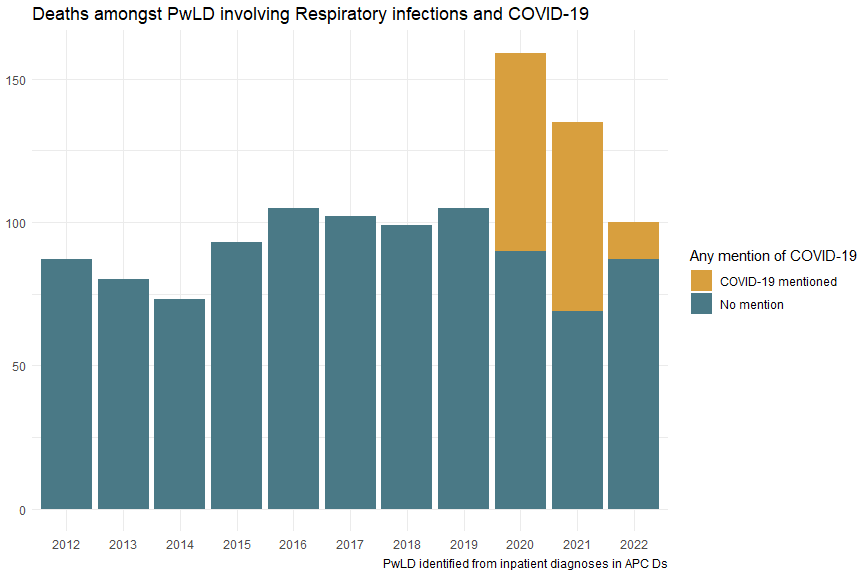 Deaths amongst PwLD involving Respiratory infections and COVID-19
150
100
50
0
2012 2013 2014 2015 2016 2017 2018 2019 2020 2021 2022
PwLD identified from inpatient diagnoses in APC Ds
Any mention of COVID-19
COVID-19 mentioned
No mention